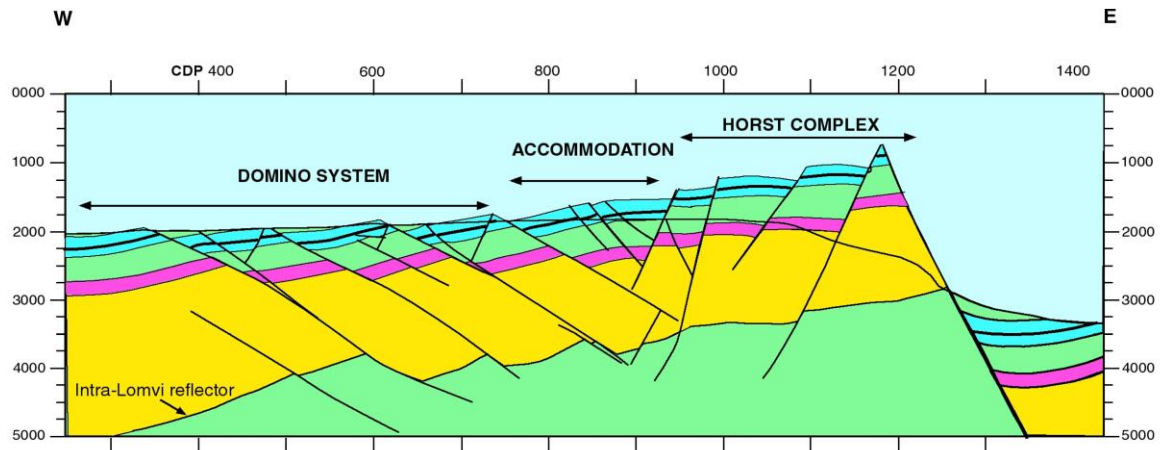 W E
CDP 400 600 800 1000 1200 1400
0000 0000
HORST COMPLEX
ACCOMMODATION
1000 1000
DOMINO SYSTEM
2000 2000
3000 3000
4000 4000
Intra-Lomvi reflector
5000 5000